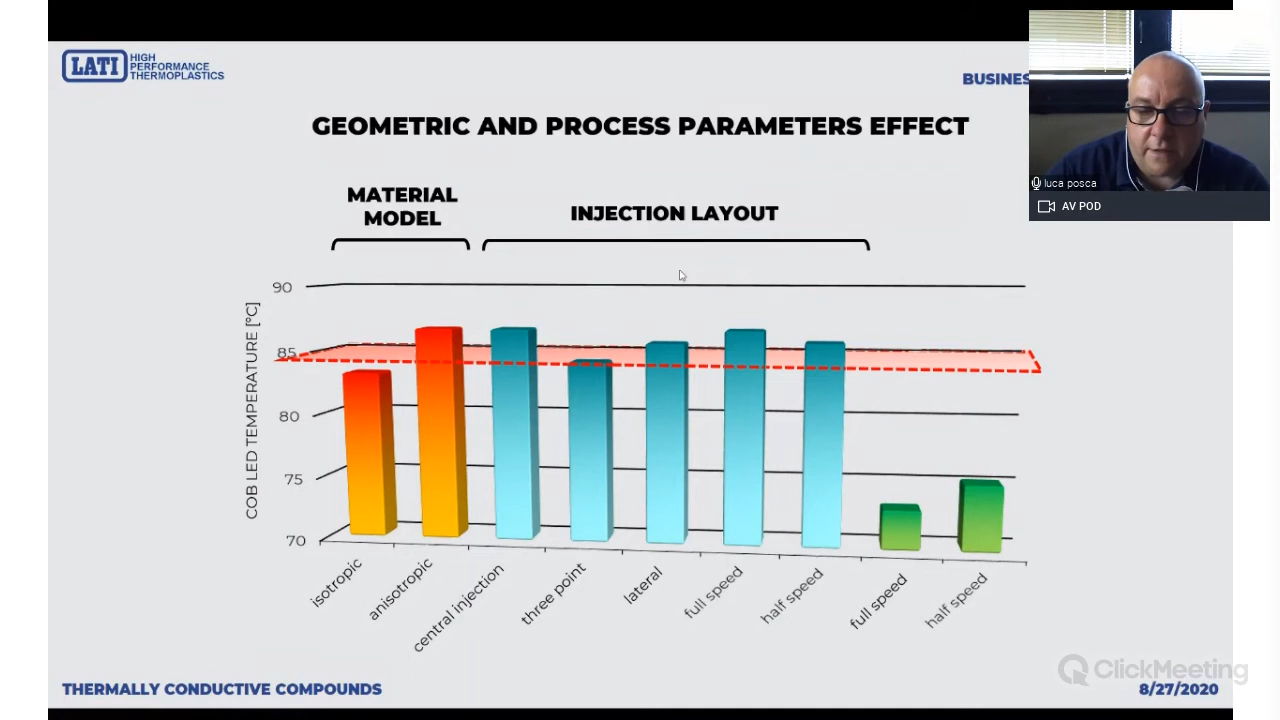 LATI
HIGH
PERFORMANCE
THERMOPLASTICS
BUSINES
GEOMETRIC AND PROCESS PARAMETERS EFFECT
luca posca
AV POD
MATERIAL
MODEL
INJECTION LAYOUT
COB LED TEMPERATURE [°C]
90
85
80
75
70
isotropic
anisotropic
central injection
three point
lateral
full speed
half speed
full speed
half speed
ClickMeeting
THERMALLY CONDUCTIVE COMPOUNDS
8/27/2020